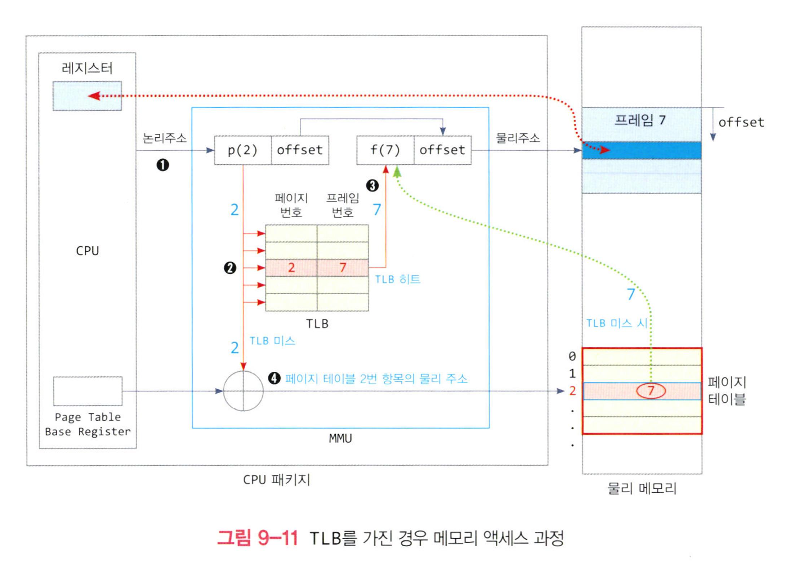 레지스터
프레임 7
offset
논리주소
❶
p(2)
offset
f(7)
offset
물리주소
2
페이지
번호
프레임
번호
❸
7
CPU
❷
2
7
TLB 히트
TLB
7
TLB 미스 시
2
TLB 미스
0
1
2
.
.
.
7
페이지
테이블
❹ 페이지 테이블 2번 항목의 물리 주소
Page Table
Base Register
MMU
CPU 패키지
물리 메모리
그림 9-11 TLB를 가진 경우 메모리 액세스 과정